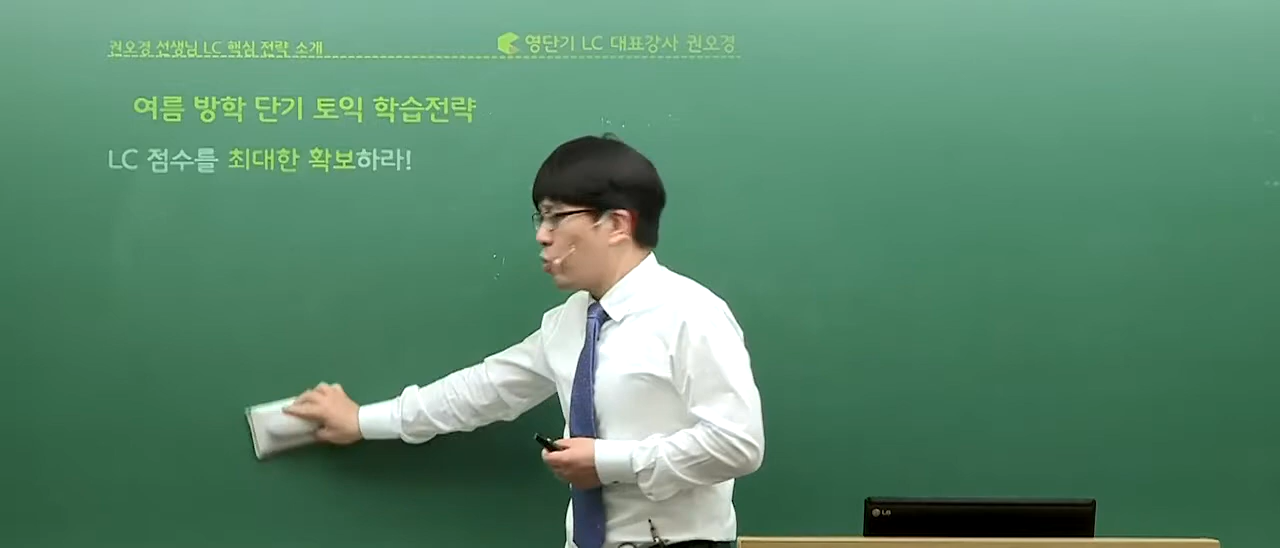 권오경 선생님 LC 핵심 전략 소개
영단기 LC 대표강사 권오경
여름 방학 단기 토익 학습전략
LC 점수를 최대한 확보하라!
LG